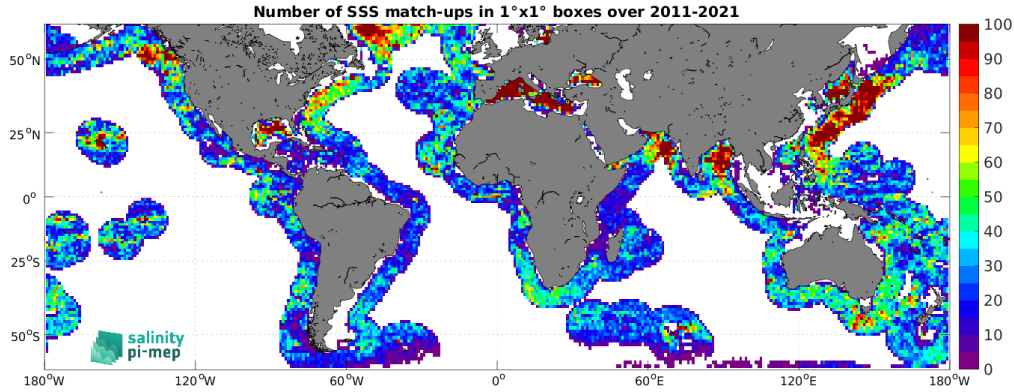 Number of SSS match-ups in 1°x1° boxes over 2011-2021
50°N
25°N
0°
25°S
50°S
180°W
120°W
60°W
0°
60°E
120°E
180°W
100
90
80
70
60
50
40
30
20
10
0
salinity
pi-mep